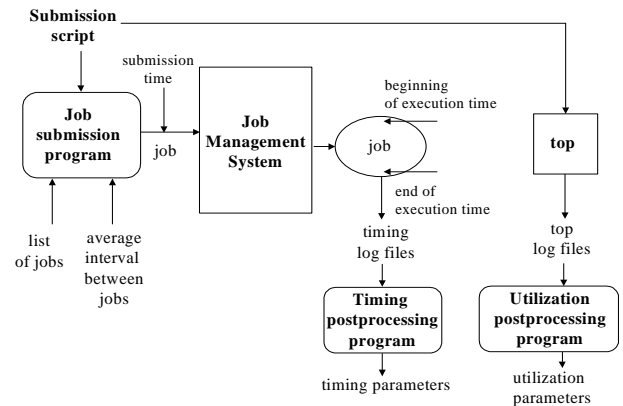 Submission
script
submission
time
beginning
of execution time
Job
submission
program
job
Job
Management
System
job
top
end of
execution time
list
of jobs
average
interval
between
jobs
timing
log files
top
log files
Timing
postprocessing
program
Utilization
postprocessing
program
timing parameters
utilization
parameters